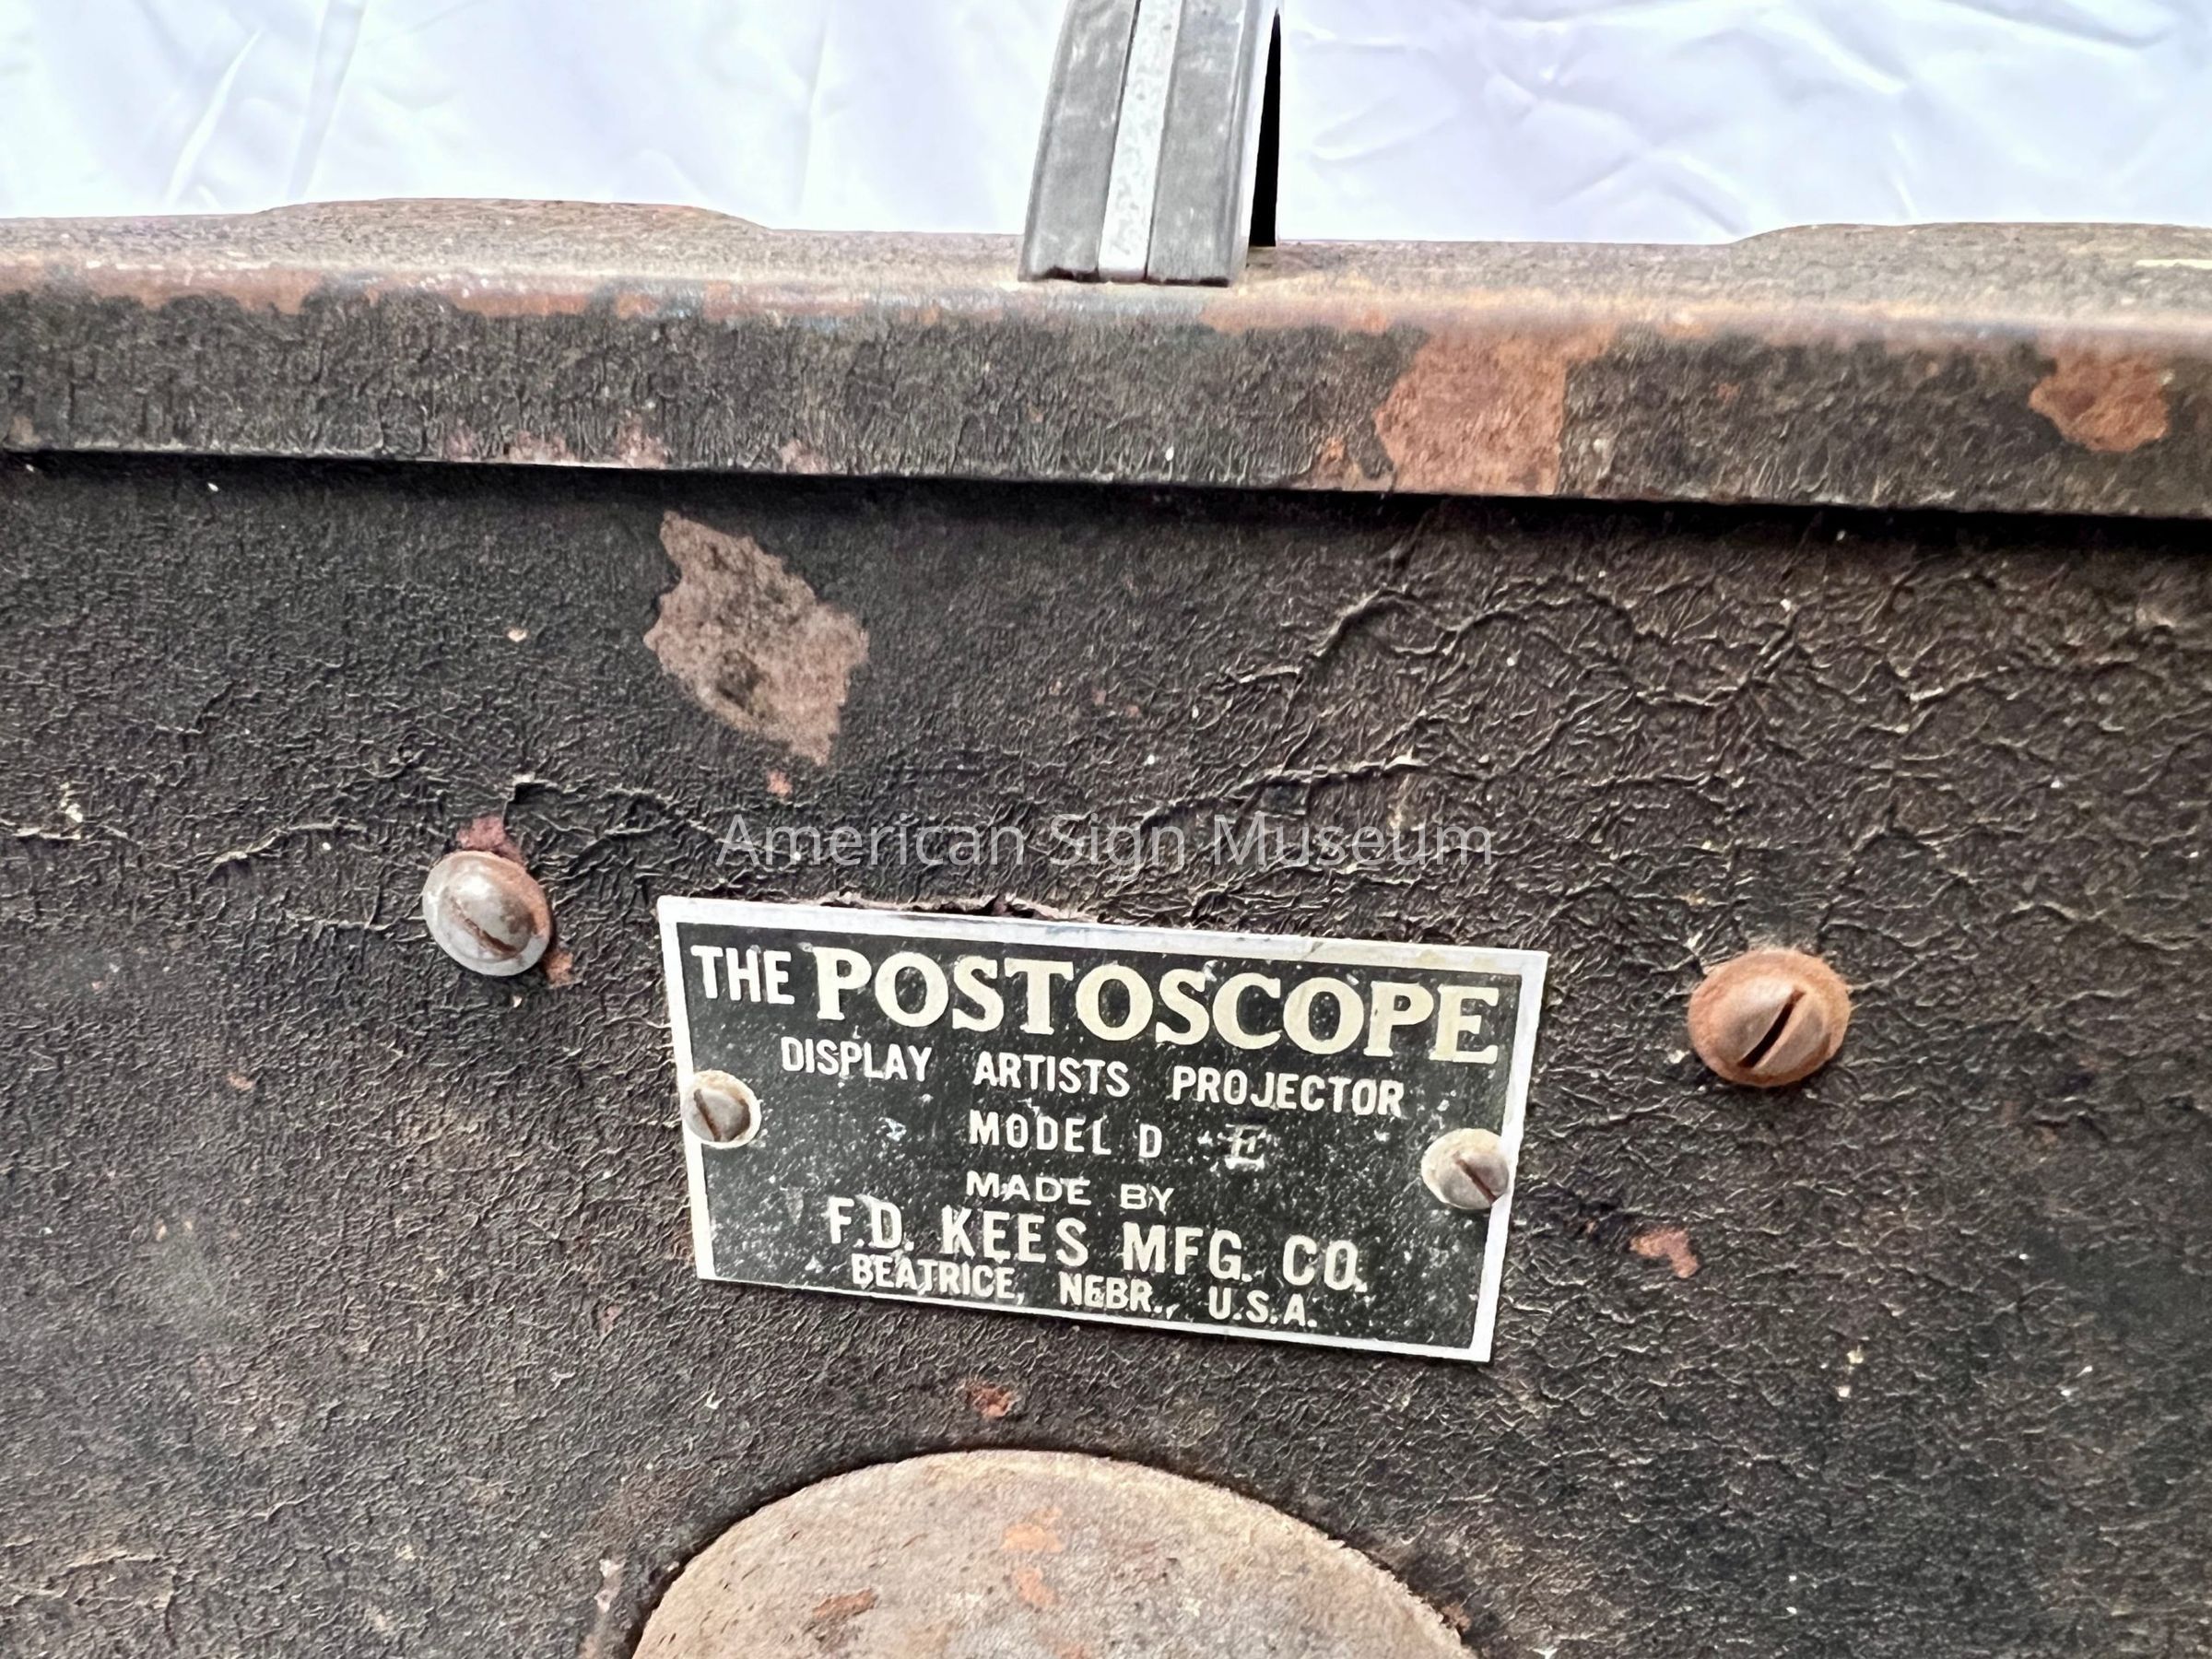 American Sign Museum
THE POSTOSCOPE
DISPLAY ARTISTS PROJECTOR
MODEL D E
MADE BY
F.D. KEES MFG. CO.
BEATRICE, NEBR., U.S.A.